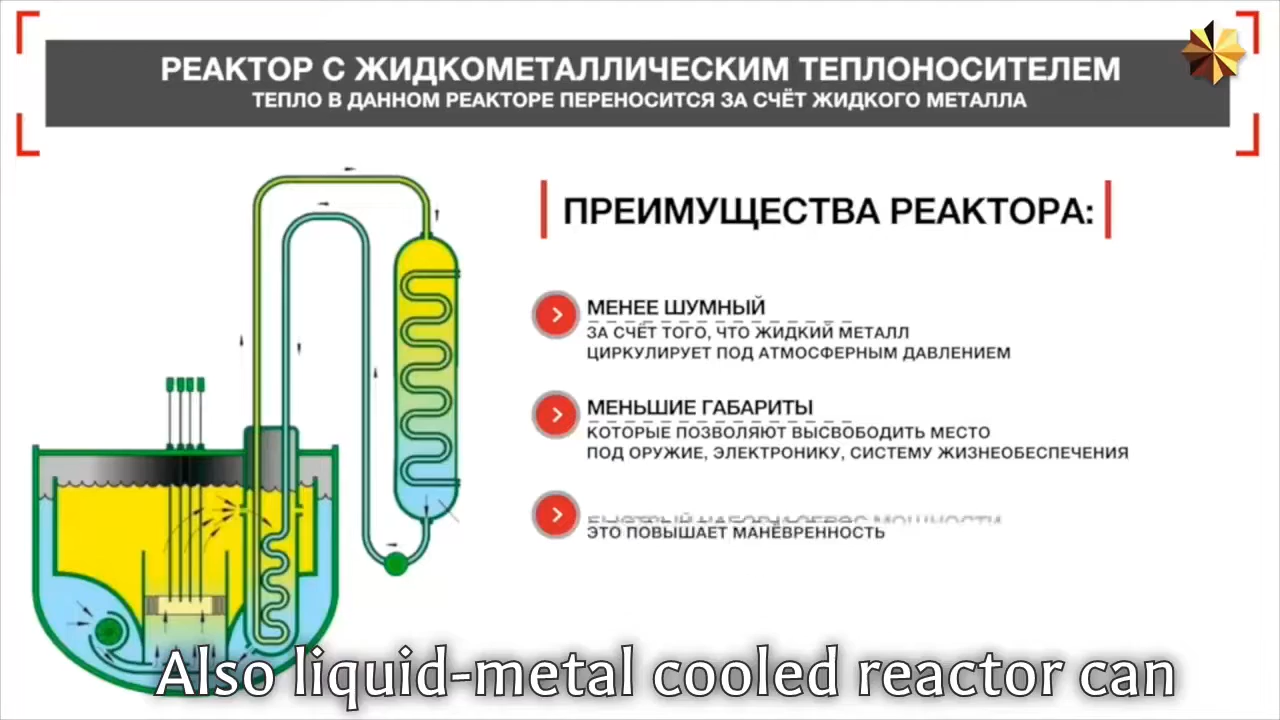 РЕАКТОР С ЖИДКОМЕТАЛЛИЧЕСКИМ ТЕПЛОНОСИТЕЛЕМ
ТЕПЛО В ДАННОМ РЕАКТОРЕ ПЕРЕНОСИТСЯ ЗА СЧЁТ ЖИДКОГО МЕТАЛЛА
ПРЕИМУЩЕСТВА РЕАКТОРА:
МЕНЕЕ ШУМНЫЙ
ЗА СЧЁТ ТОГО, ЧТО ЖИДКИЙ МЕТАЛЛ
ЦИРКУЛИРУЕТ ПОД АТМОСФЕРНЫМ ДАВЛЕНИЕМ
МЕНЬШИЕ ГАБАРИТЫ
КОТОРЫЕ ПОЗВОЛЯЮТ ВЫСВОБОДИТЬ МЕСТО
ПОД ОРУЖИЕ, ЭЛЕКТРОНИКУ, СИСТЕМУ ЖИЗНЕОБЕСПЕЧЕНИЯ
ЭТО ПОВЫШАЕТ МАНЁВРЕННОСТЬ
Also liquid-metal cooled reactor can